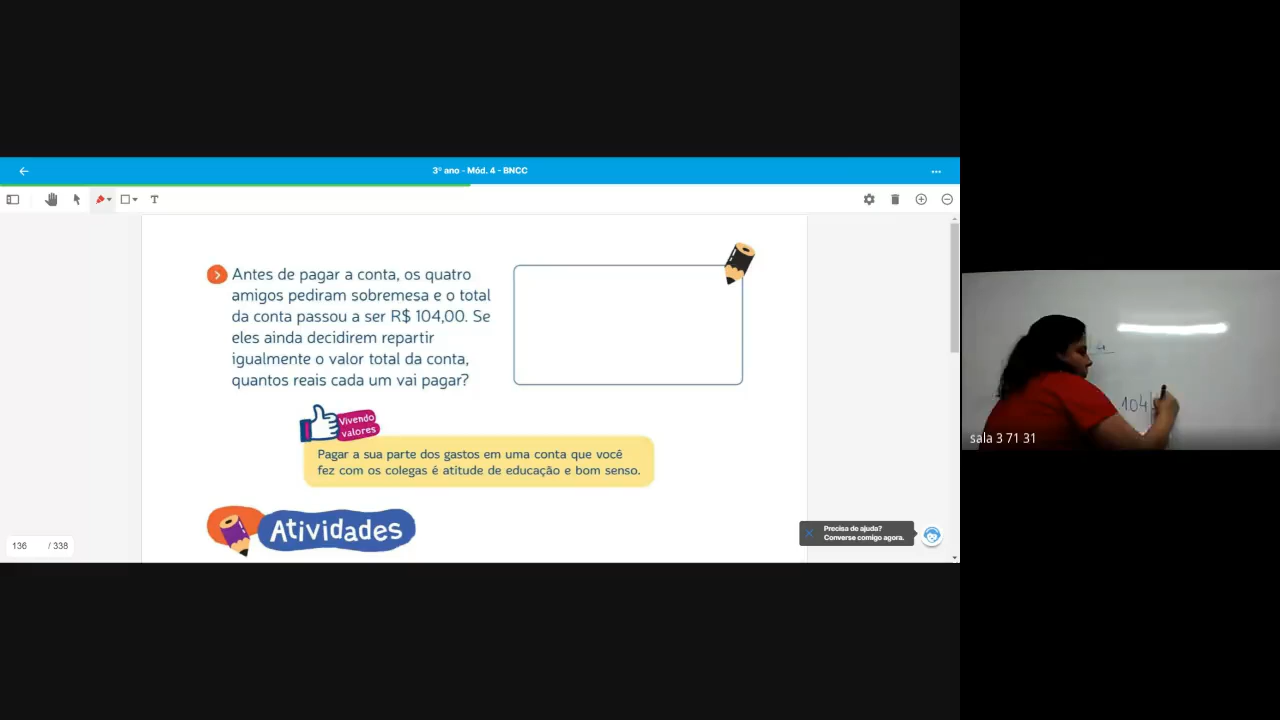 3º ano - Mód. 4 - BNCC
T
Antes de pagar a conta, os quatro
amigos pediram sobremesa e o total
da conta passou a ser R$ 104,00. Se
eles ainda decidirem repartir
igualmente o valor total da conta,
quantos reais cada um vai pagar?
Vivendo
valores
Pagar a sua parte dos gastos em uma conta que você
fez com os colegas é atitude de educação e bom senso.
Atividades
136 / 338
Precisa de ajuda?
Converse comigo agora.
104
sala 3 71 31